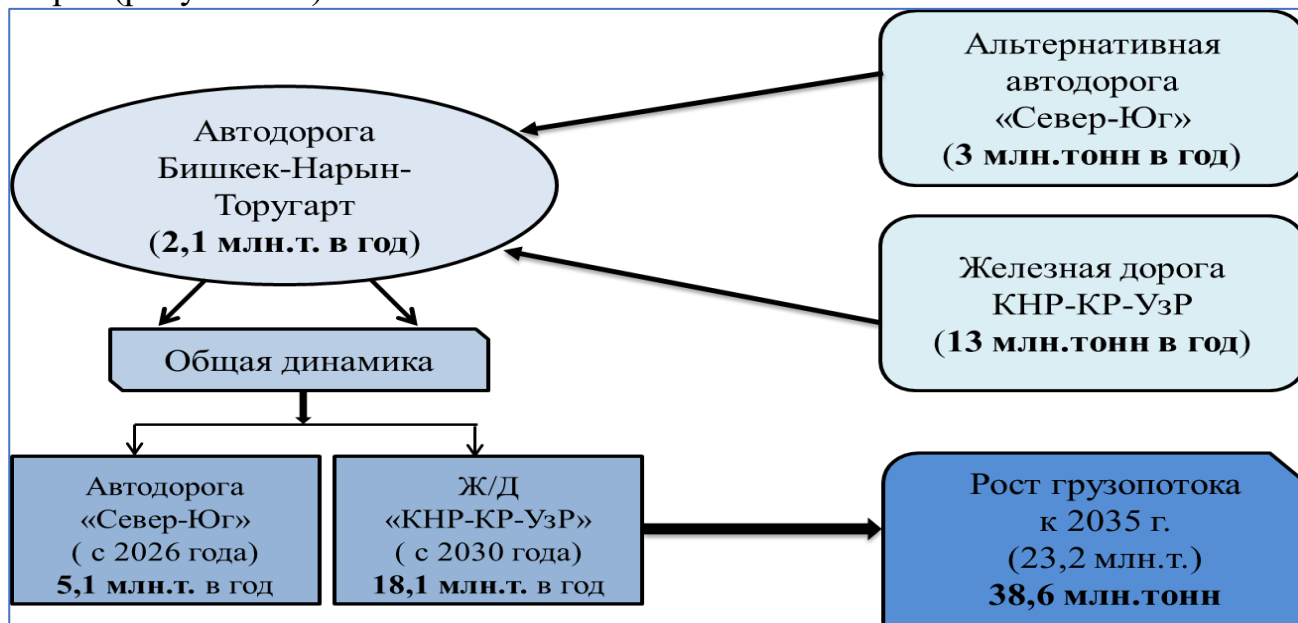 Автодорога
Бишкек-Нарын-
Торугарт
(2,1 млн.т. в год)
Альтернативная
автодорога
«Север-Юг»
(3 млн.тонн в год)
Железная дорога
КНР-КР-УзР
(13 млн.тонн в год)
Общая динамика
Автодорога
«Север-Юг»
( с 2026 года)
5,1 млн.т. в год
Ж/Д
«КНР-КР-УзР»
( с 2030 года)
18,1 млн.т. в год
Рост грузопотока
к 2035 г.
(23,2 млн.т.)
38,6 млн.тонн